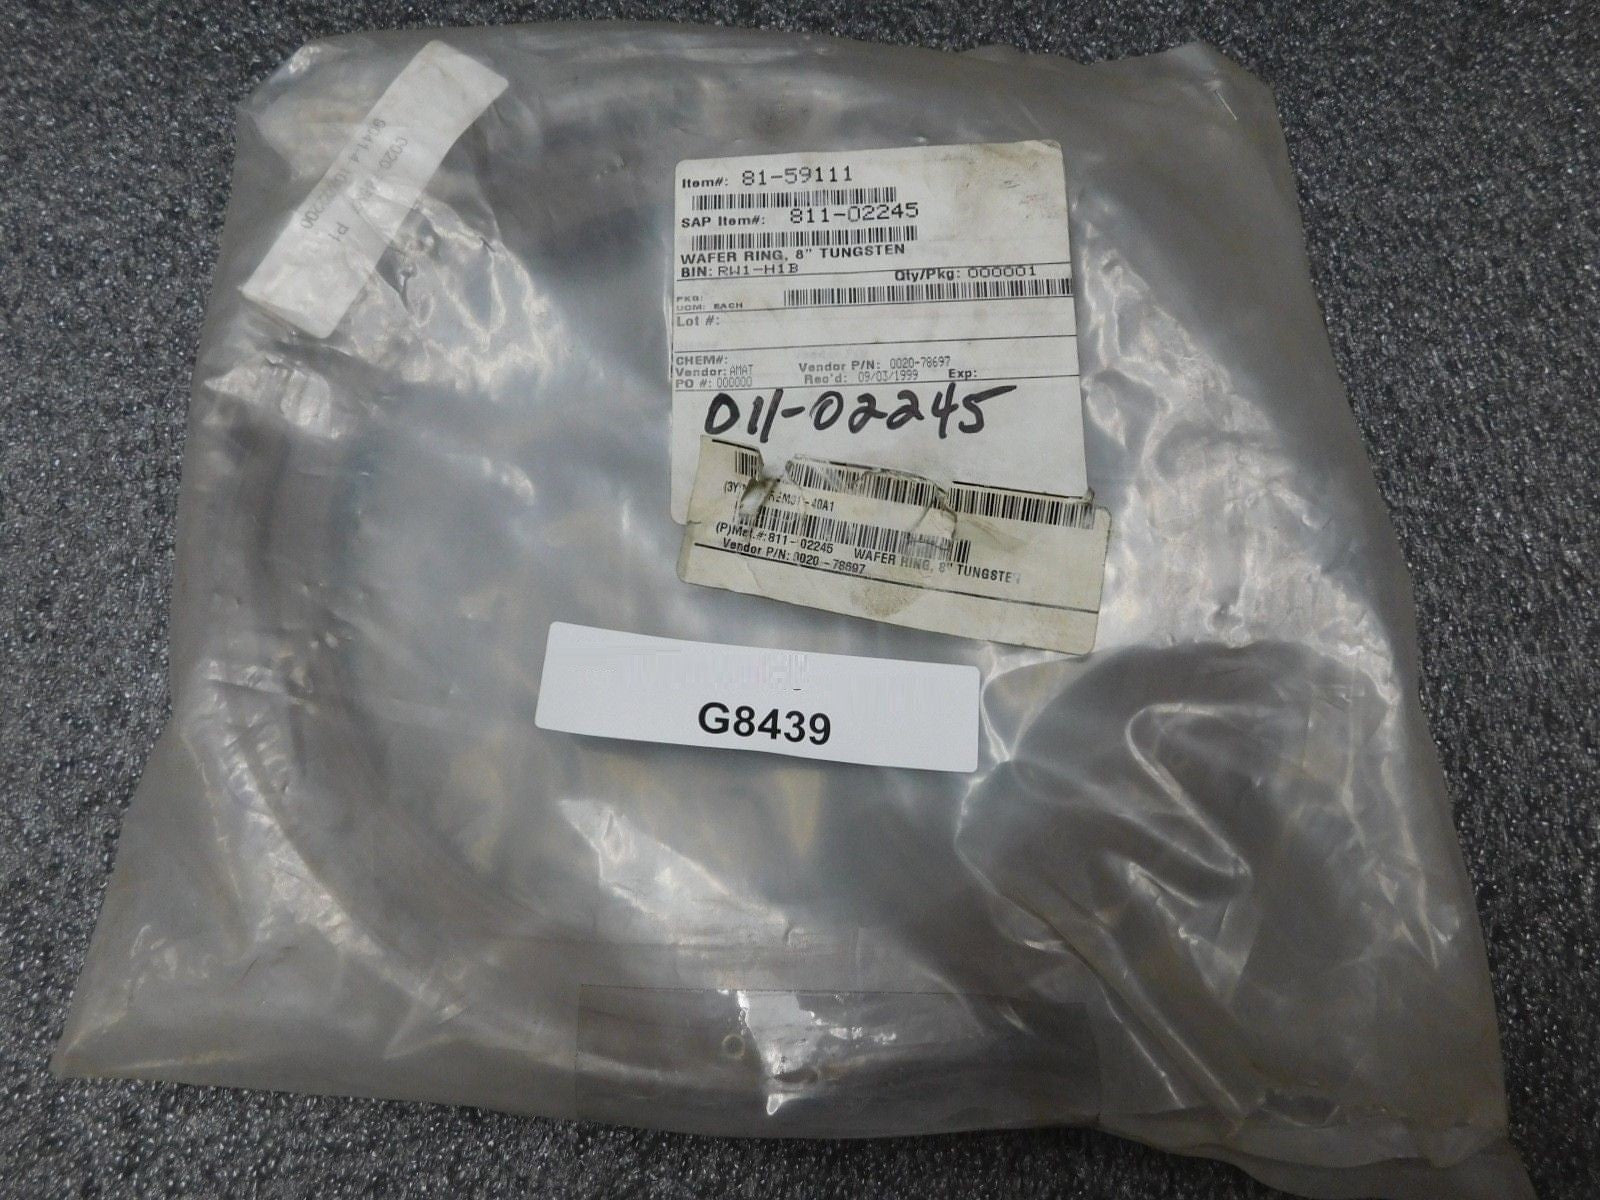 Item#: 81-59111
SAP Item#: 811-02245
WAFER RING, 8" TUNGSTEN
BIN: RW1-H1B Qty/Pkg: 000001
PKG:
UOM: EACH
Lot #:
CHEM#:
Vendor: AMAT Vendor P/N: 0020-78697
PO #: 000000 Rec'd: 09/03/1999 Exp:
011-02245
40A1
(P)Mat.#:811-02245 WAFER RING, 8" TUNGSTEN
Vendor P/N: 0020-78697
G8439
P1